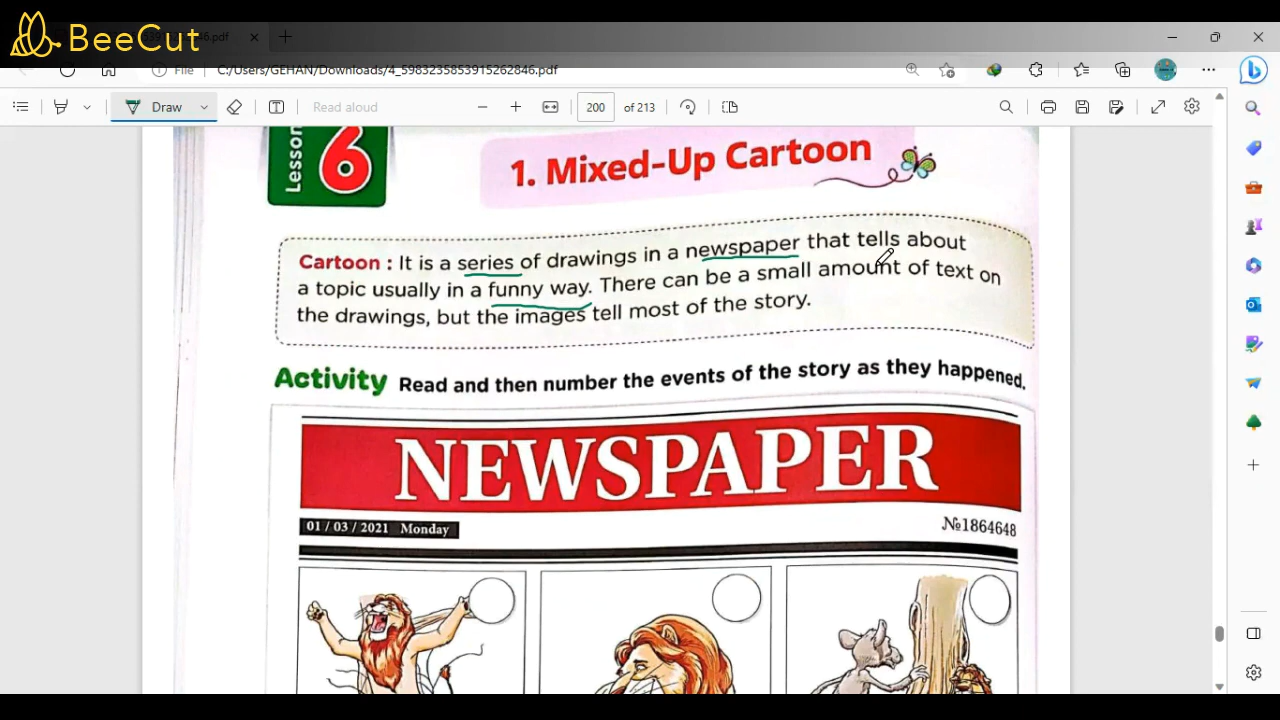 BeeCut
46.pdf
File
C:/Users/GEHAN/Downloads/4_5983235853915262846.pdf
Draw
Read aloud
200 of 213
Lesson
6
1. Mixed-Up Cartoon
Cartoon : It is a series of drawings in a newspaper that tells about
a topic usually in a funny way. There can be a small amount of text on
the drawings, but the images tell most of the story.
Activity Read and then number the events of the story as they happened.
NEWSPAPER
01 / 03 / 2021 Monday
№1864648